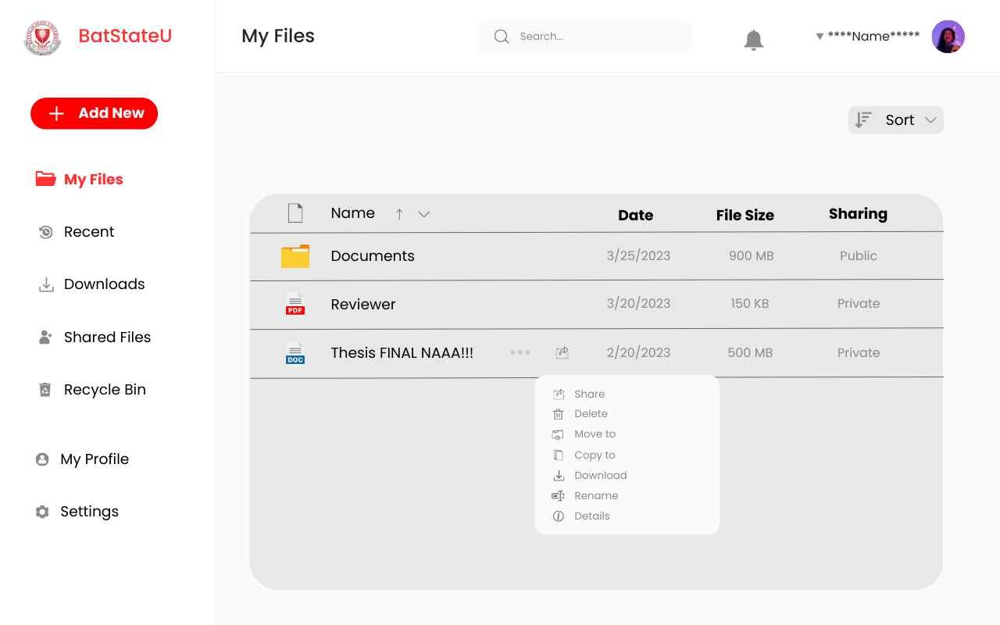 BatStateU
My Files
Search...
****Name*****
Add New
Sort
My Files
Recent
Downloads
Shared Files
Recycle Bin
My Profile
Settings
Name Date File Size Sharing
Documents 3/25/2023 900 MB Public
PDF Reviewer 3/20/2023 150 KB Private
DOC Thesis FINAL NAAA!!! 2/20/2023 500 MB Private
Share
Delete
Move to
Copy to
Download
Rename
Details